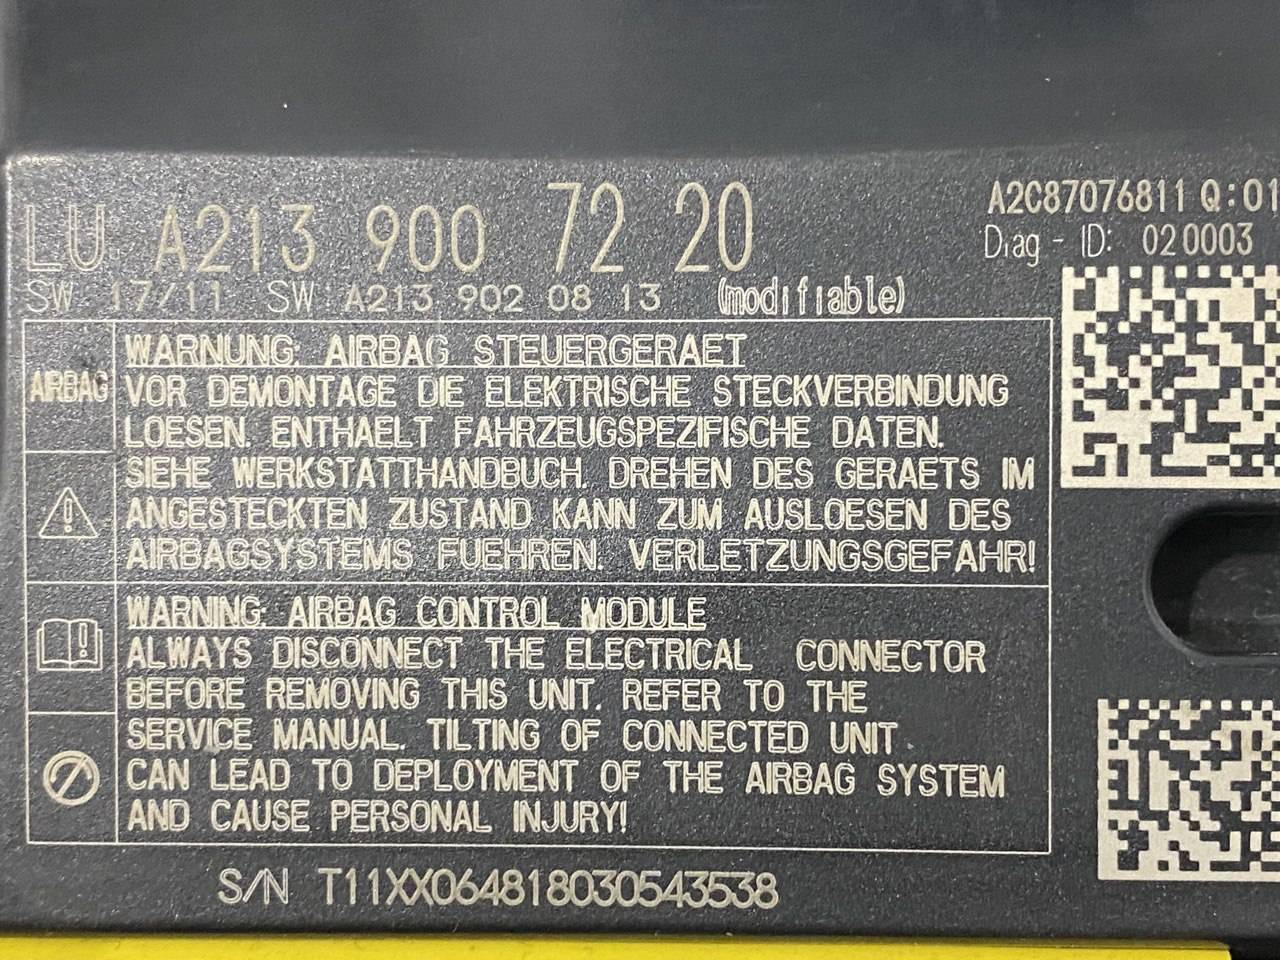 LU A213 900 72 20
A2C87076811 Q:01
Diag - ID: 020003
SW 17/11 SW A213 902 08 13 (modifiable)
AIRBAG
WARNUNG: AIRBAG STEUERGERAET
VOR DEMONTAGE DIE ELEKTRISCHE STECKVERBINDUNG
LOESEN. ENTHAELT FAHRZEUGSPEZIFISCHE DATEN.
SIEHE WERKSTATTHANDBUCH. DREHEN DES GERAETS IM
ANGESTECKTEN ZUSTAND KANN ZUM AUSLOESEN DES
AIRBAGSYSTEMS FUEHREN. VERLETZUNGSGEFAHR!
WARNING: AIRBAG CONTROL MODULE
ALWAYS DISCONNECT THE ELECTRICAL CONNECTOR
BEFORE REMOVING THIS UNIT. REFER TO THE
SERVICE MANUAL. TILTING OF CONNECTED UNIT
CAN LEAD TO DEPLOYMENT OF THE AIRBAG SYSTEM
AND CAUSE PERSONAL INJURY!
S/N T11XX064818030543538